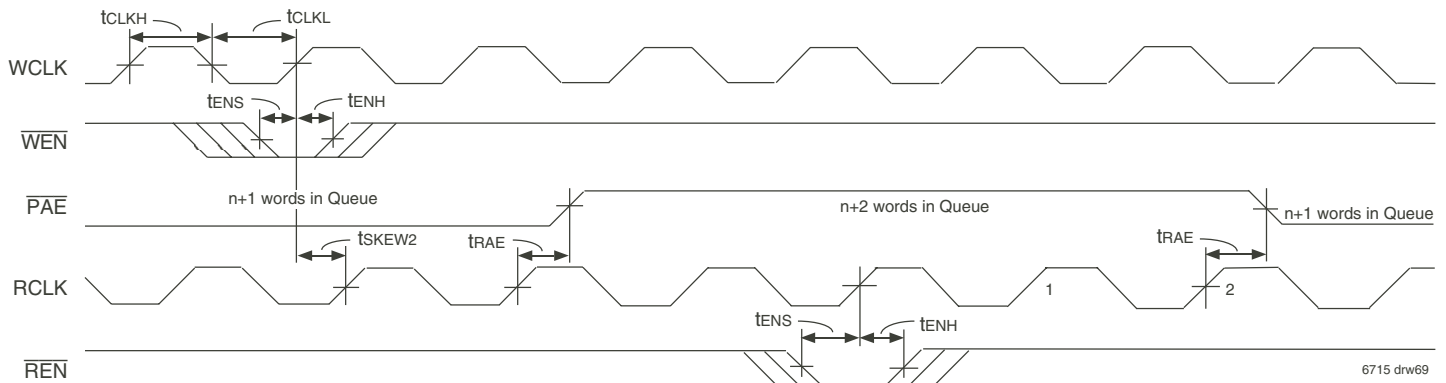 tCLKH tCLKL
WCLK
tENS tENH
WEN
n+1 words in Queue
PAE
n+2 words in Queue
n+1 words in Queue
tSKEW2 tRAE tRAE
RCLK
1 2
tENS tENH
REN
6715 drw69